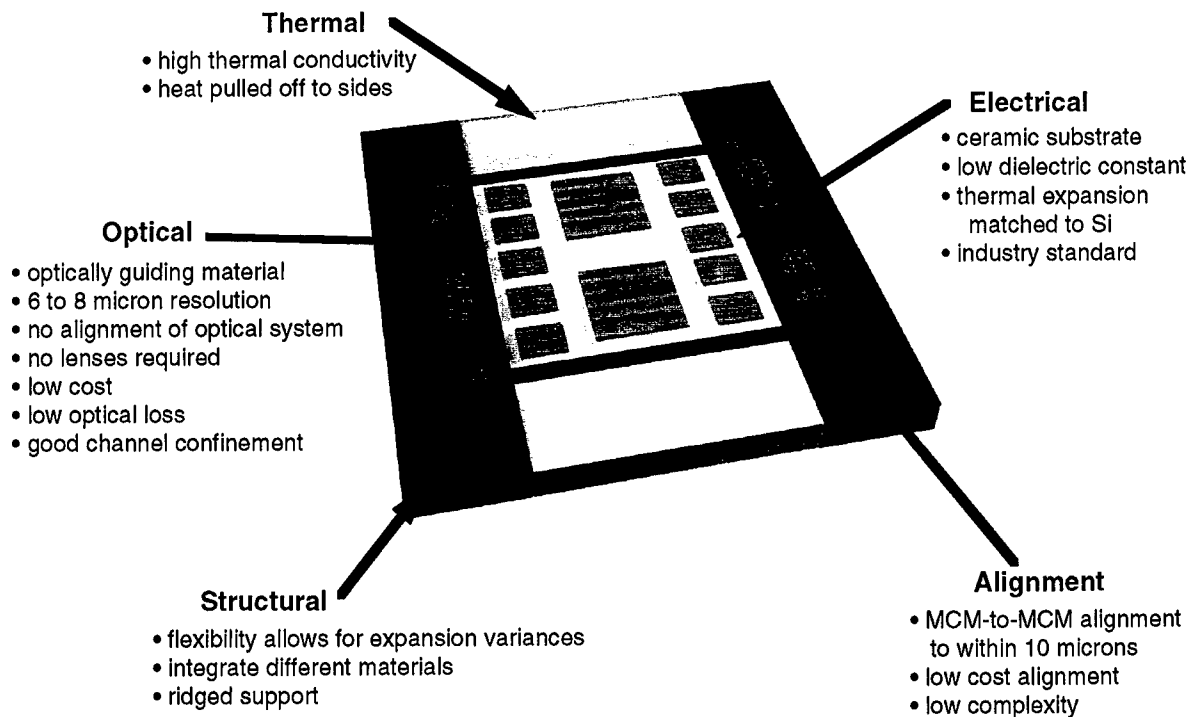 Thermal
• high thermal conductivity
• heat pulled off to sides
Electrical
• ceramic substrate
• low dielectric constant
• thermal expansion
matched to Si
• industry standard
Optical
• optically guiding material
• 6 to 8 micron resolution
• no alignment of optical system
• no lenses required
• low cost
• low optical loss
• good channel confinement
Structural
• flexibility allows for expansion variances
• integrate different materials
• ridged support
Alignment
• MCM-to-MCM alignment
to within 10 microns
• low cost alignment
• low complexity